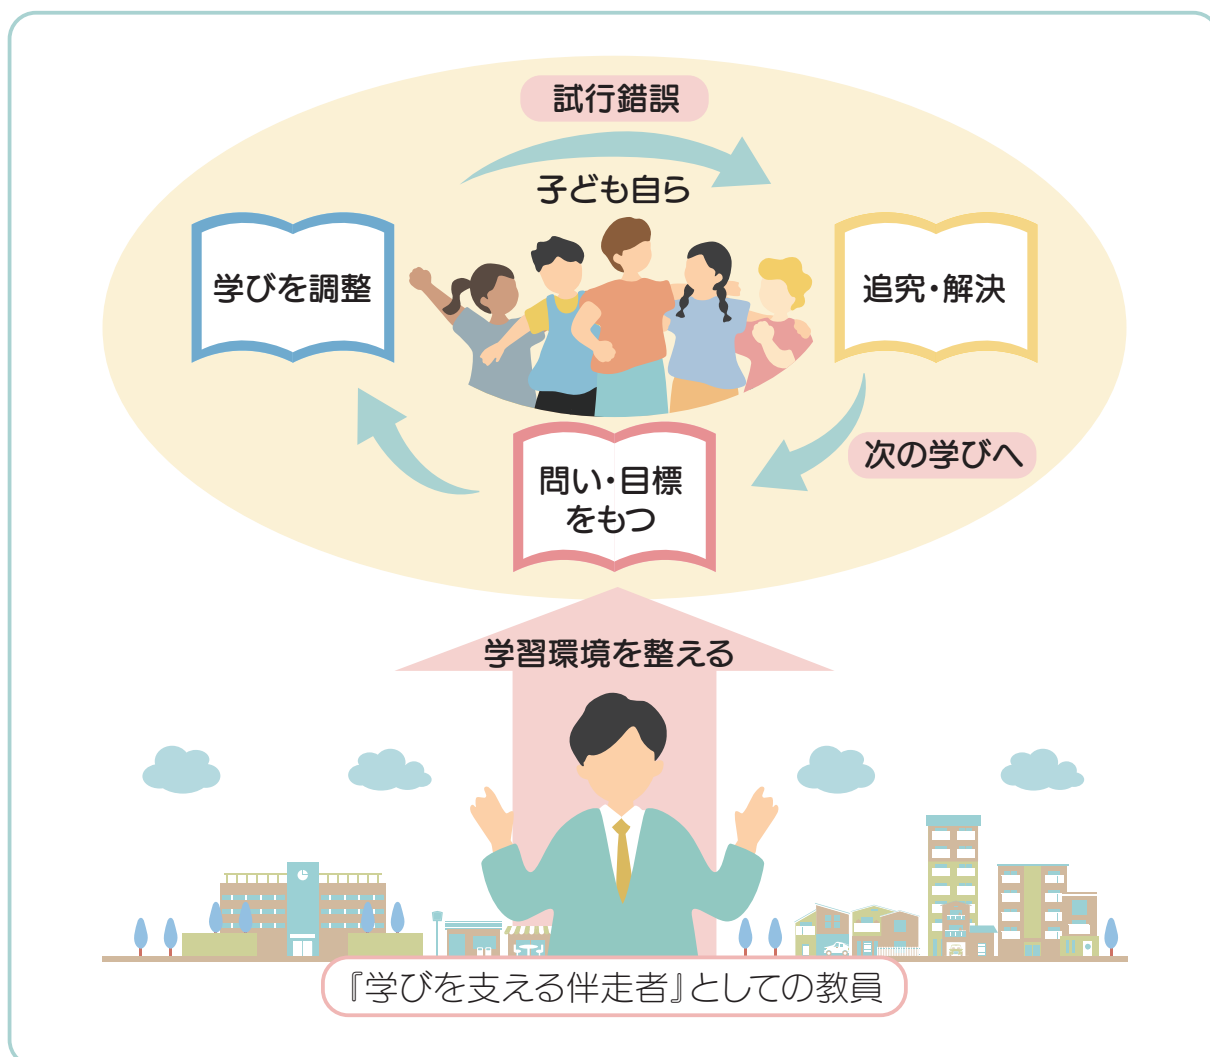 試行錯誤
子ども自ら
学びを調整
追究・解決
次の学びへ
問い・目標
をもつ
学習環境を整える
『学びを支える伴走者』としての教員